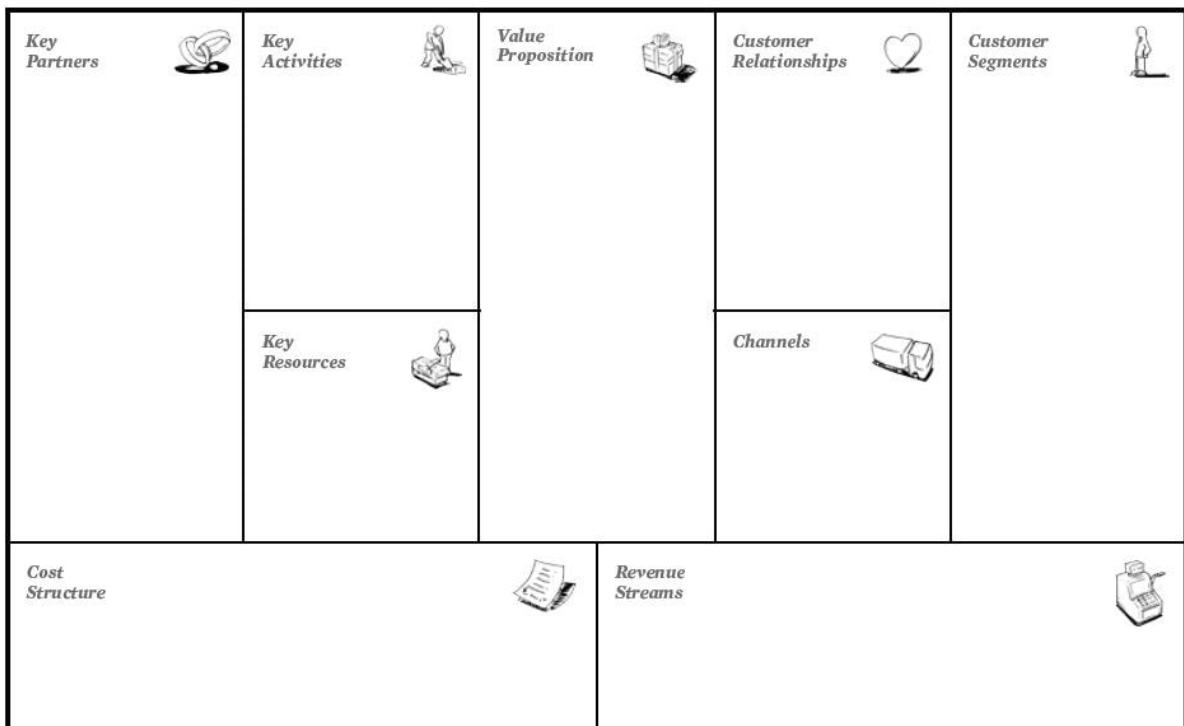 Key
Partners
Key
Activities
Value
Proposition
Customer
Relationships
Customer
Segments
Key
Resources
Channels
Cost
Structure
Revenue
Streams